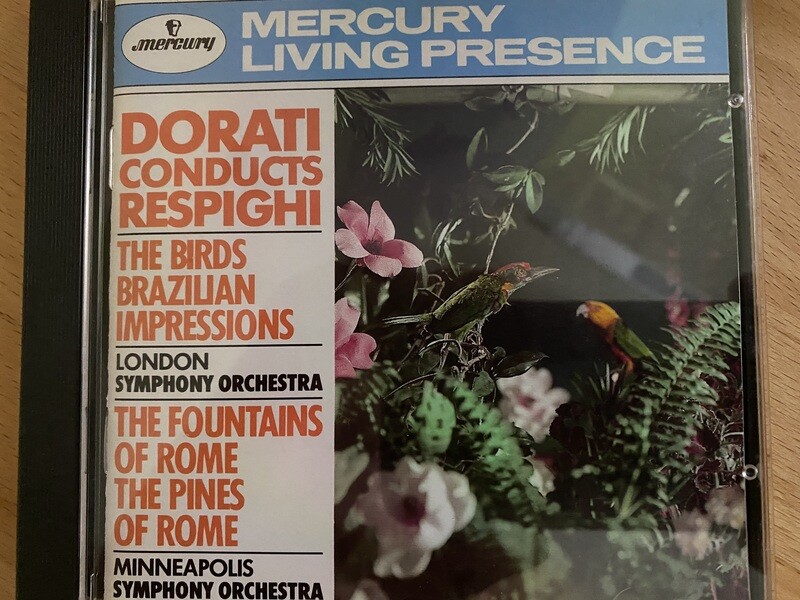 mercury
MERCURY
LIVING PRESENCE
DORATI
CONDUCTS
RESPIGHI
THE BIRDS
BRAZILIAN
IMPRESSIONS
LONDON
SYMPHONY ORCHESTRA
THE FOUNTAINS
OF ROME
THE PINES
OF ROME
MINNEAPOLIS
SYMPHONY ORCHESTRA